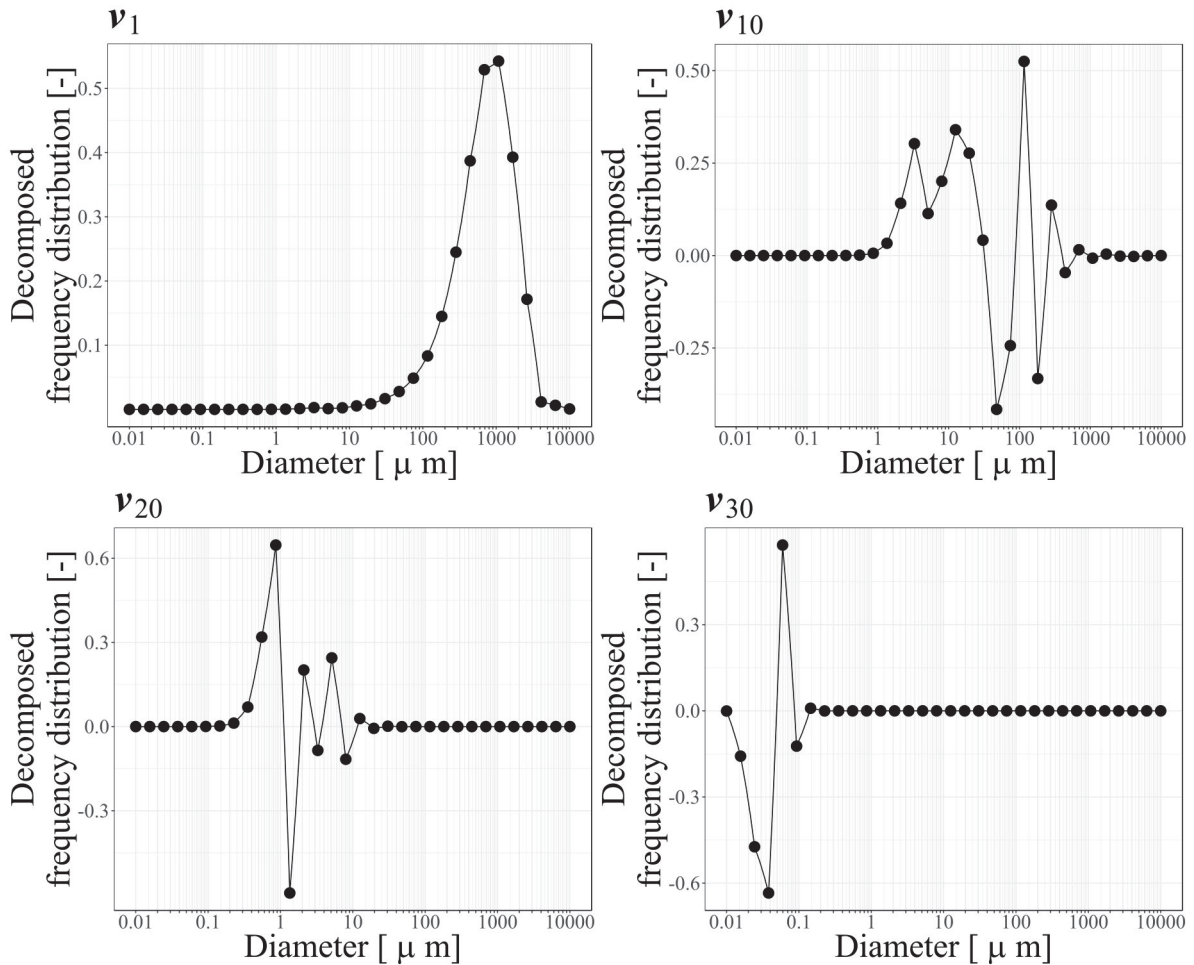 v1
Decomposed
frequency distribution [-]
0.5
0.4
0.3
0.2
0.1
0.01 0.1 1 10 100 1000 10000
Diameter [ μ m]
v10
Decomposed
frequency distribution [-]
0.50
0.25
0.00
-0.25
0.01 0.1 1 10 100 1000 10000
Diameter [ μ m]
v20
Decomposed
frequency distribution [-]
0.6
0.3
0.0
-0.3
0.01 0.1 1 10 100 1000 10000
Diameter [ μ m]
v30
Decomposed
frequency distribution [-]
0.3
0.0
-0.3
-0.6
0.01 0.1 1 10 100 1000 10000
Diameter [ μ m]